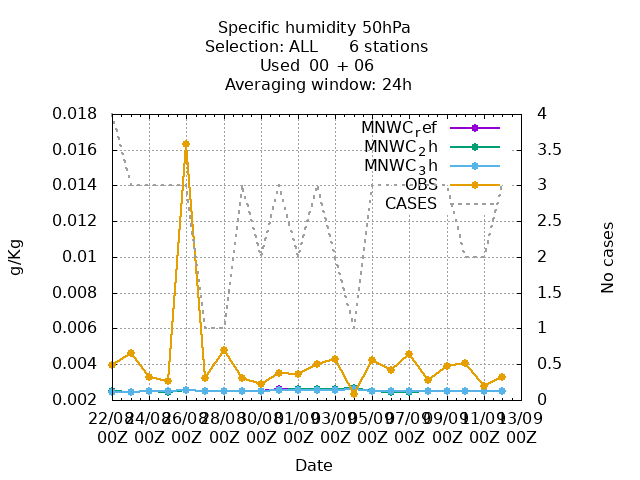 Specific humidity 50hPa
Selection: ALL 6 stations
Used 00 + 06
Averaging window: 24h
0.018 4
0.016 3.5
0.014 3
0.012 2.5
0.01 2
0.008 1.5
0.006 1
0.004 0.5
0.002 0
MNWC_ref
MNWC_2h
MNWC_3h
OBS
CASES
g/Kg
No cases
22/08 24/08 26/08 28/08 30/08 01/09 03/09 05/09 07/09 09/09 11/09 13/09
00Z 00Z 00Z 00Z 00Z 00Z 00Z 00Z 00Z 00Z 00Z 00Z
Date